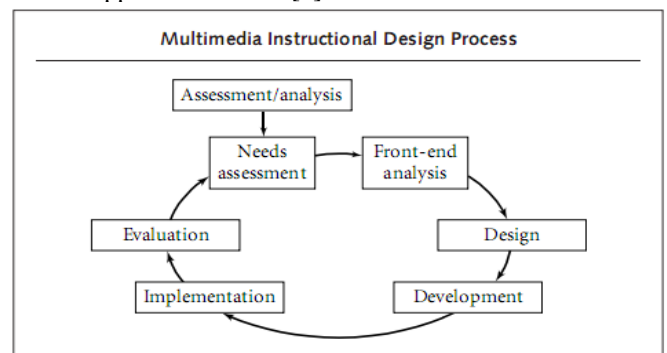 Multimedia Instructional Design Process
Assessment/analysis
Needs
assessment
Front-end
analysis
Design
Development
Implementation
Evaluation